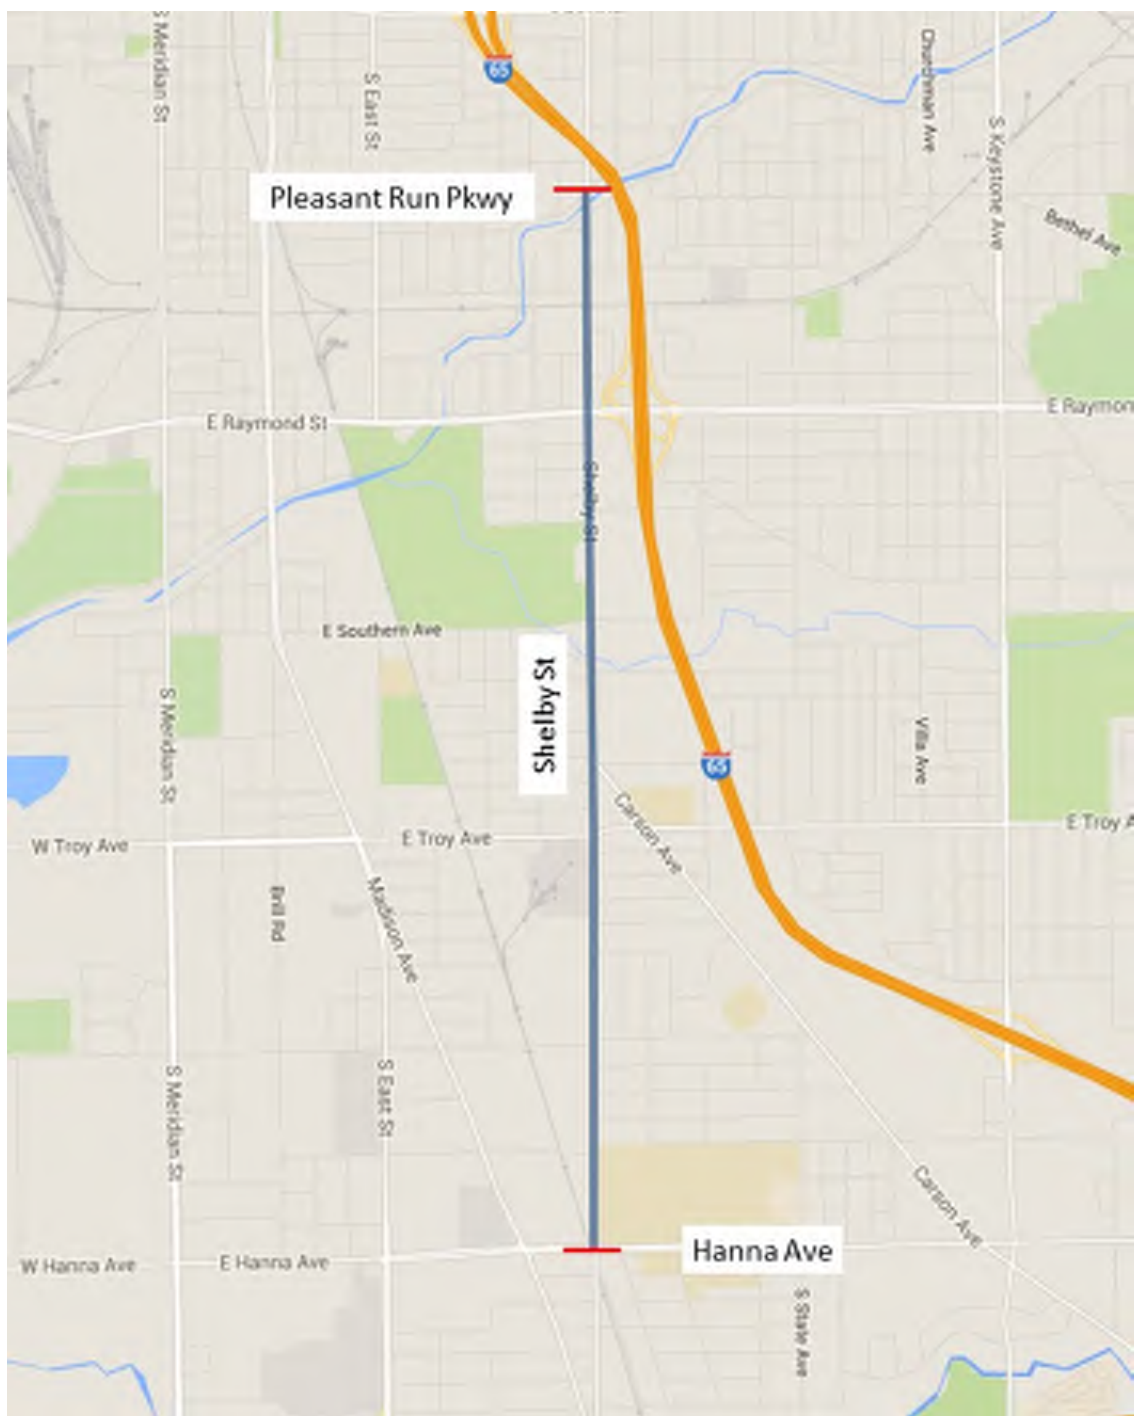 S Meridian St
S East St
65
Churchman Ave
S Keystone Ave
Bethel Ave
Pleasant Run Pkwy
E Raymond St
E Raymon
Shelby St
E Southern Ave
Shelby St
S Meridian St
65
Villa Ave
Carson Ave
W Troy Ave
E Troy Ave
E Troy A
Brill Rd
Madison Ave
S Meridian St
S East St
Carson Ave
Hanna Ave
W Hanna Ave
E Hanna Ave
S State Ave